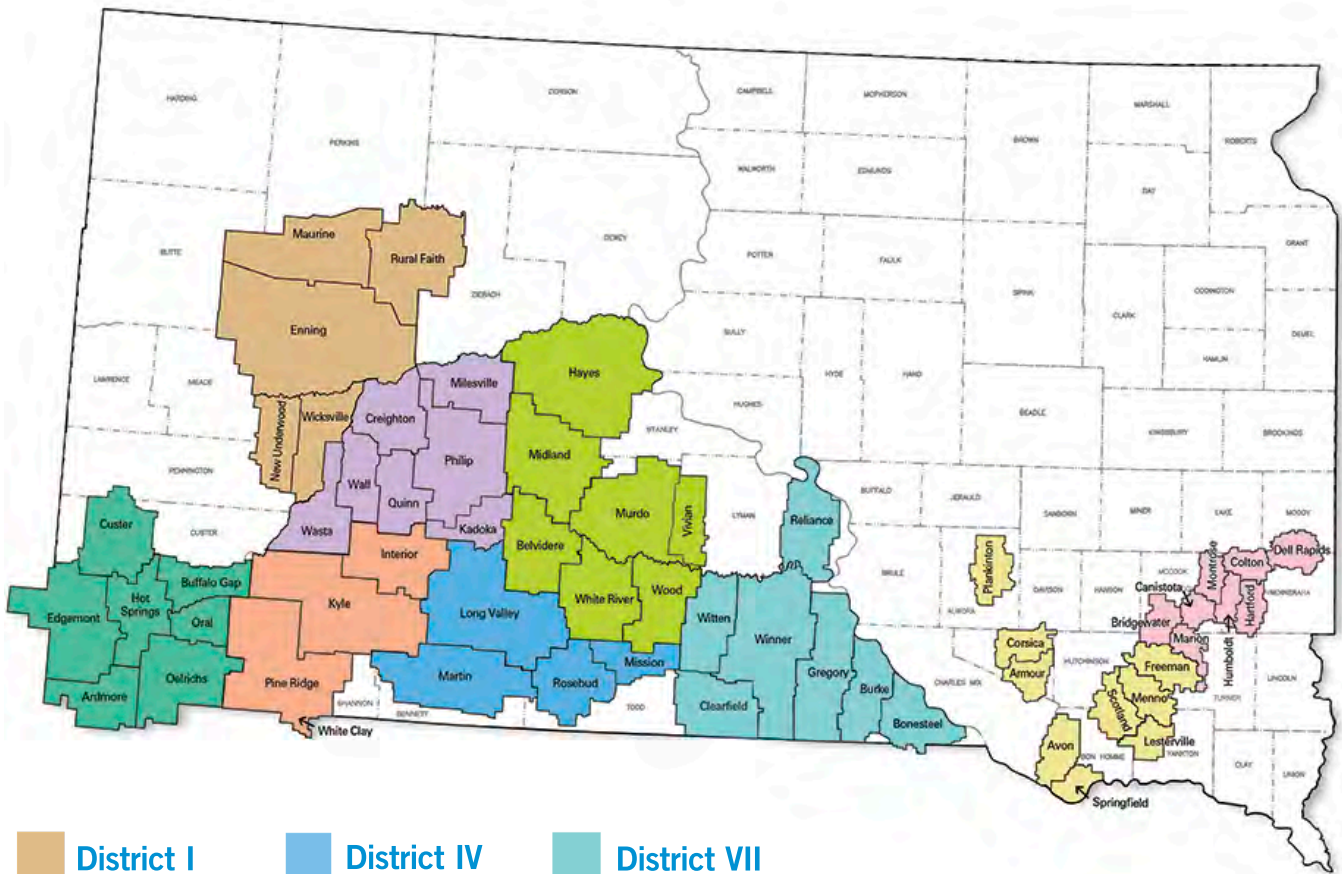 HARDING
PERKINS
CORSON
CAMPBELL
MCPHERSON
BROWN
MARSHALL
ROBERTS
WALWORTH
EDMUNDS
DAY
BUTTE
Maurine
Rural Faith
DEWEY
ZIEBACH
POTTER
FAULK
SPINK
GRANT
CODINGTON
CLARK
DEUEL
HAMLIN
Enning
SULLY
HYDE
HAND
LAWRENCE
MEADE
Milesville
Hayes
HUGHES
BEADLE
KINGSBURY
BROOKINGS
New Underwood
Wicksville
Creighton
STANLEY
Philip
Midland
PENNINGTON
Wall
Quinn
Murdo
Vivian
LYMAN
BUFFALO
JERAULD
SANBORN
MINER
LAKE
MOODY
Custer
CUSTER
Wasta
Kadoka
Reliance
Belvidere
Interior
Plankinton
Montrose
Colton
Dell Rapids
Buffalo Gap
Hot
Springs
Edgemont
Oral
Kyle
Long Valley
White River
Wood
Witten
Winner
BRULE
AURORA
DAVISON
HANSON
MCCOOK
Canistota
Hartford
MINNEHAHA
Bridgewater
Marion
Humboldt
Corsica
Armour
HUTCHINSON
Freeman
Menno
Scotland
TURNER
LINCOLN
Ardmore
Oelrichs
Pine Ridge
White Clay
SHANNON
Martin
BENNETT
Rosebud
Mission
TODD
Clearfield
Gregory
Burke
Bonesteel
CHARLES MIX
Avon
BON HOMME
Lesterville
YANKTON
CLAY
UNION
Springfield
District I
District IV
District VII